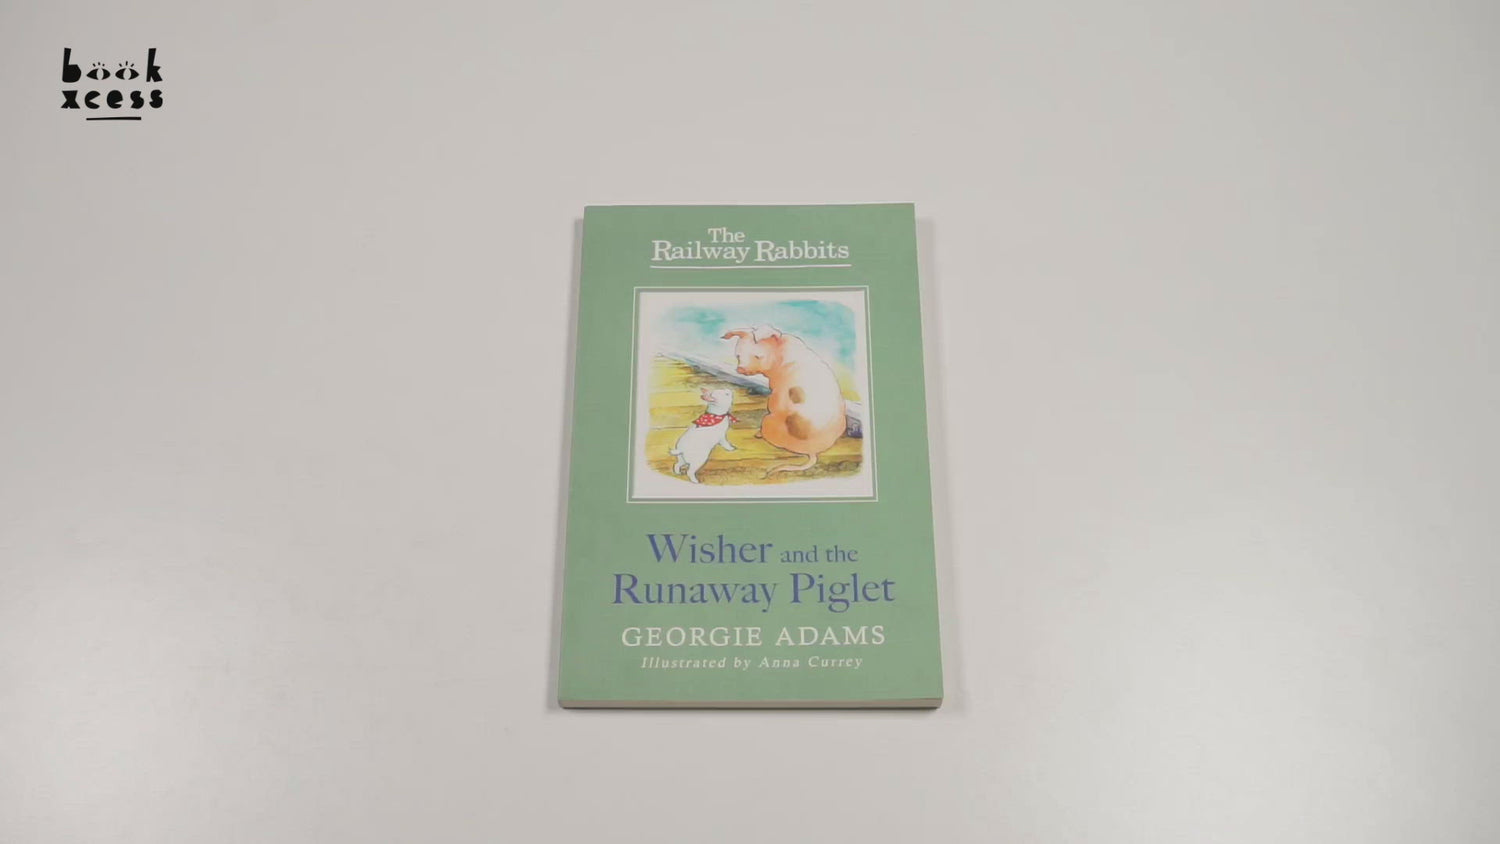 book
xcess
The
Railway Rabbits
Wisher and the
Runaway Piglet
GEORGIE ADAMS
Illustrated by Anna Currey